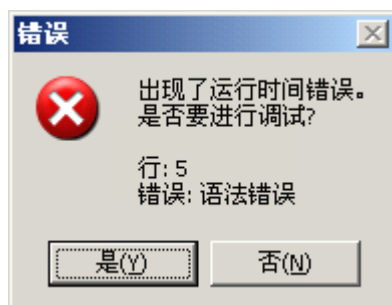 错误
出现了运行时间错误。
是否要进行调试?
行: 5
错误: 语法错误
是(Y)
否(N)